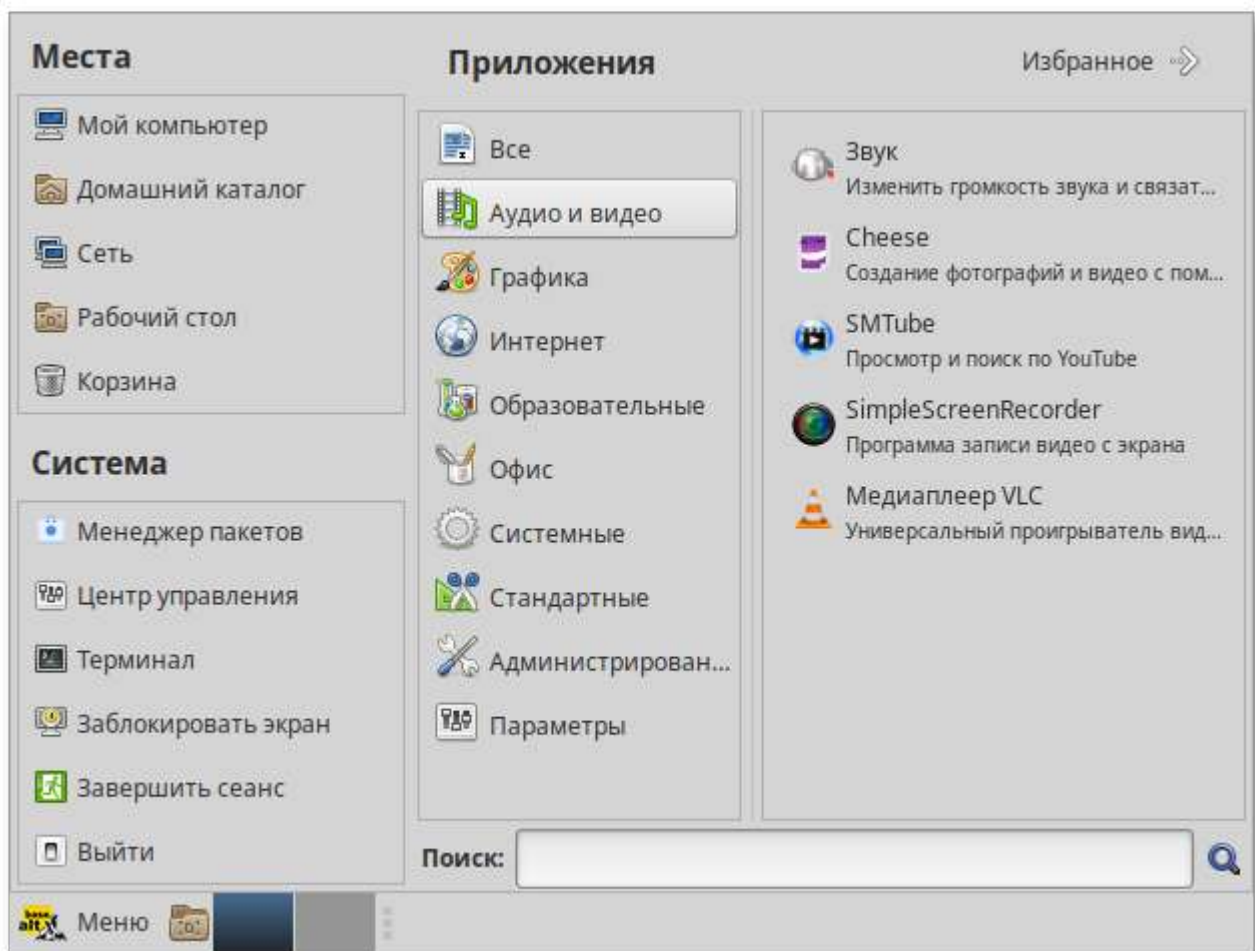 Места
Мой компьютер
Домашний каталог
Сеть
Рабочий стол
Корзина
Система
Менеджер пакетов
Центр управления
Терминал
Заблокировать экран
Завершить сеанс
Выйти
Приложения
Избранное
Все
Аудио и видео
Графика
Интернет
Образовательные
Офис
Системные
Стандартные
Администрирован...
Параметры
Звук
Изменить громкость звука и связат...
Cheese
Создание фотографий и видео с пом...
SMTube
Просмотр и поиск по YouTube
SimpleScreenRecorder
Программа записи видео с экрана
Медиаплеер VLC
Универсальный проигрыватель вид...
Поиск:
base
alt
Меню